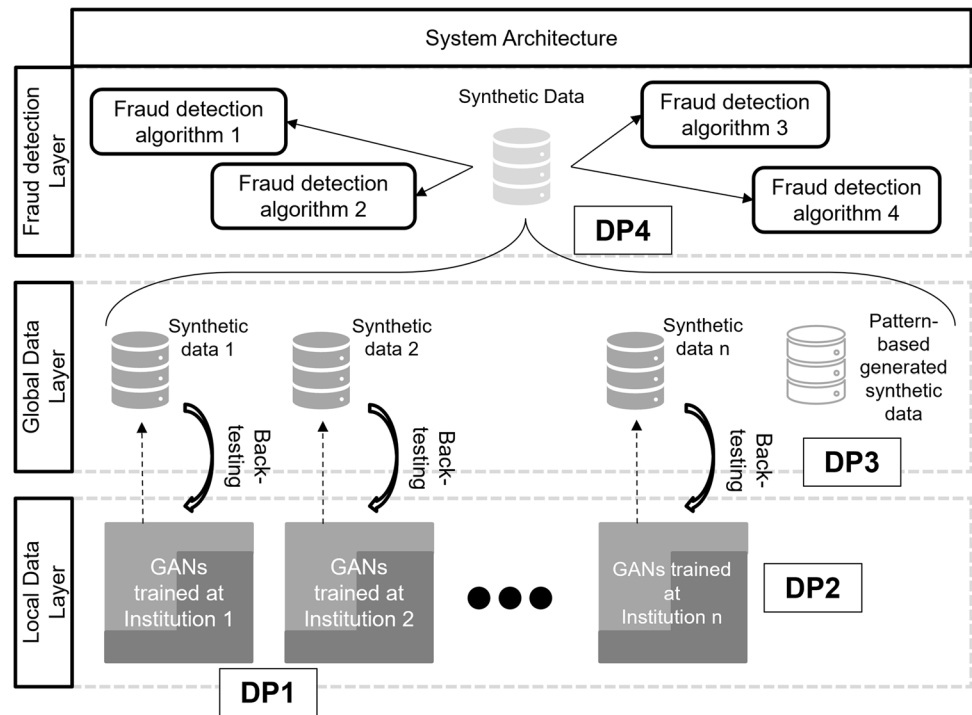 System Architecture
Fraud detection
Layer
Fraud detection
algorithm 1
Fraud detection
algorithm 2
Synthetic Data
Fraud detection
algorithm 3
Fraud detection
algorithm 4
DP4
Global Data
Layer
Synthetic
data 1
Synthetic
data 2
Synthetic
data n
Pattern-
based
generated
synthetic
data
Back-
testing
Back-
testing
Back-
testing
DP3
Local Data
Layer
GANs
trained at
Institution 1
GANs
trained at
Institution 2
GANs trained
at
Institution n
DP2
DP1